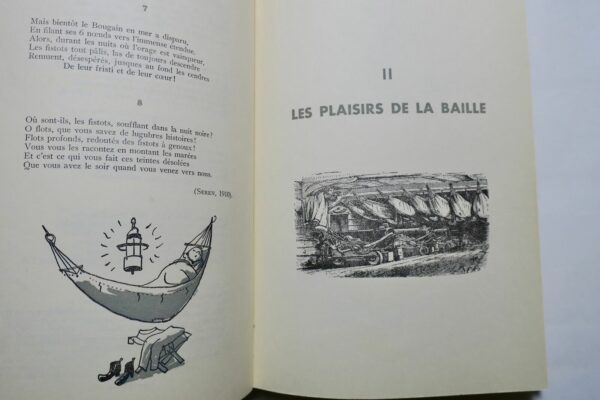 7
Mais bientôt le Bougain en mer a disparu,
En filant ses 6 nœuds vers l'immense étendue.
Alors, durant les nuits où l'orage est vainqueur,
Les fistots tout pâlis, las de toujours descendre
Remuent, désespérés, jusques au fond les cendres
De leur fristi et de leur cœur !
8
Où sont-ils, les fistots, soufflant dans la nuit noire ?
O flots, que vous savez de lugubres histoires !
Flots profonds, redoutés des fistots à genoux !
Vous vous les racontez en montant les marées
Et c'est ce qui vous fait ces teintes désolées
Que vous avez le soir quand vous venez vers nous.
(SEREN, 1910).
II
LES PLAISIRS DE LA BAILLE